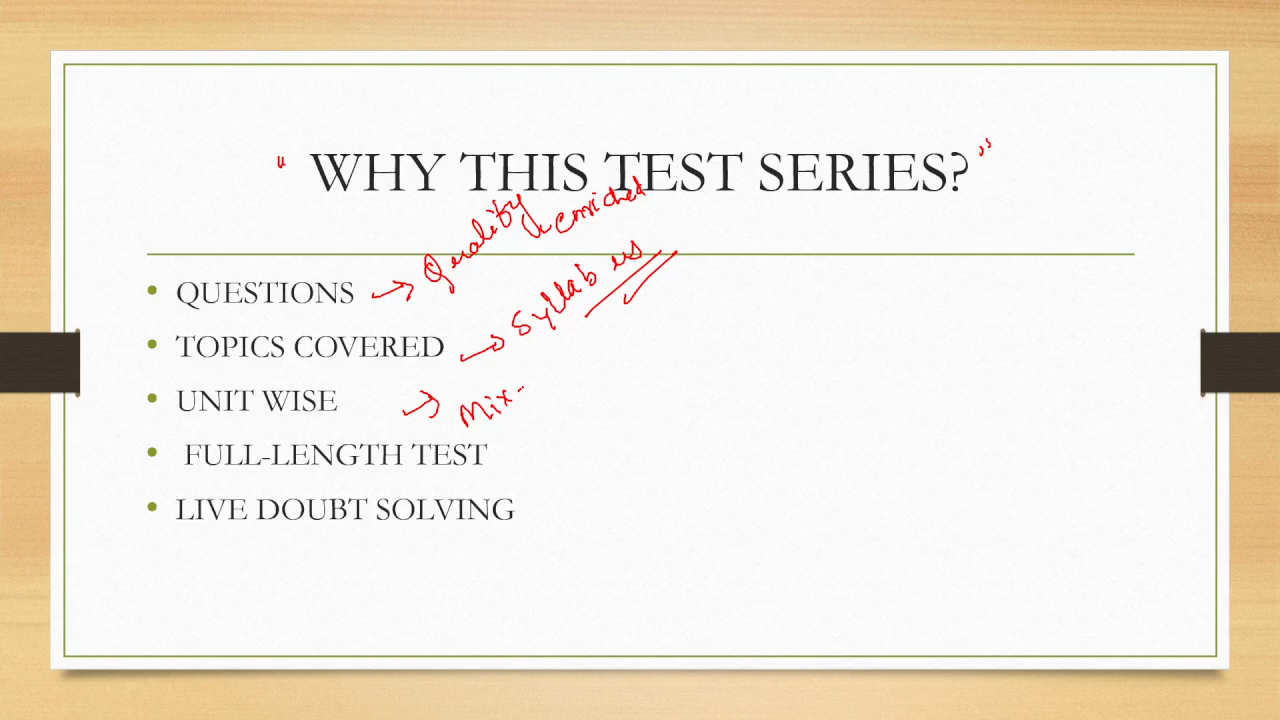 “ WHY THIS TEST SERIES? ”
• QUESTIONS → Quality enriched
• TOPICS COVERED → Syllabus
• UNIT WISE → Mix-
• FULL-LENGTH TEST
• LIVE DOUBT SOLVING